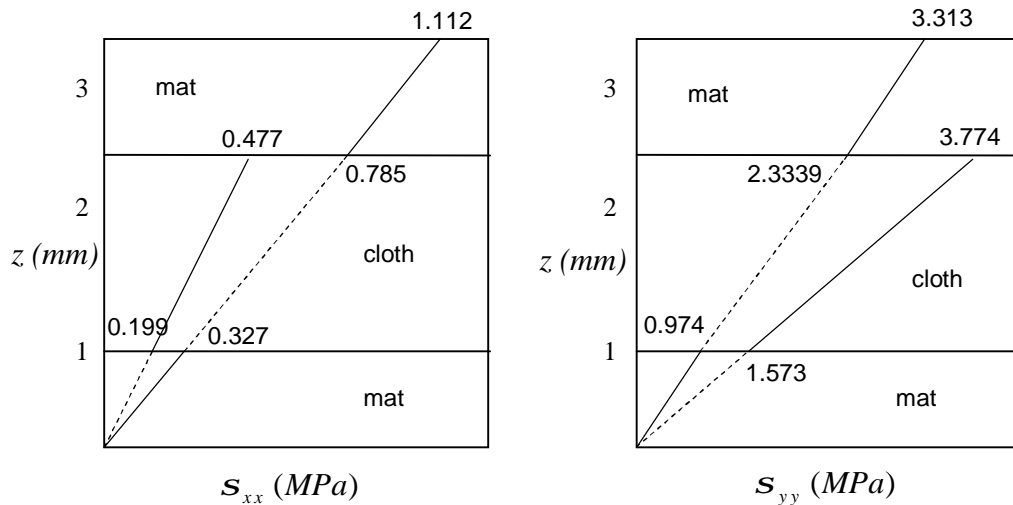 1.112
3
mat
0.477
0.785
2
z (mm)
cloth
0.199
0.327
1
mat
s xx (MPa)
3.313
3
mat
3.774
2.3339
2
z (mm)
cloth
0.974
1
1.573
mat
s yy (MPa)